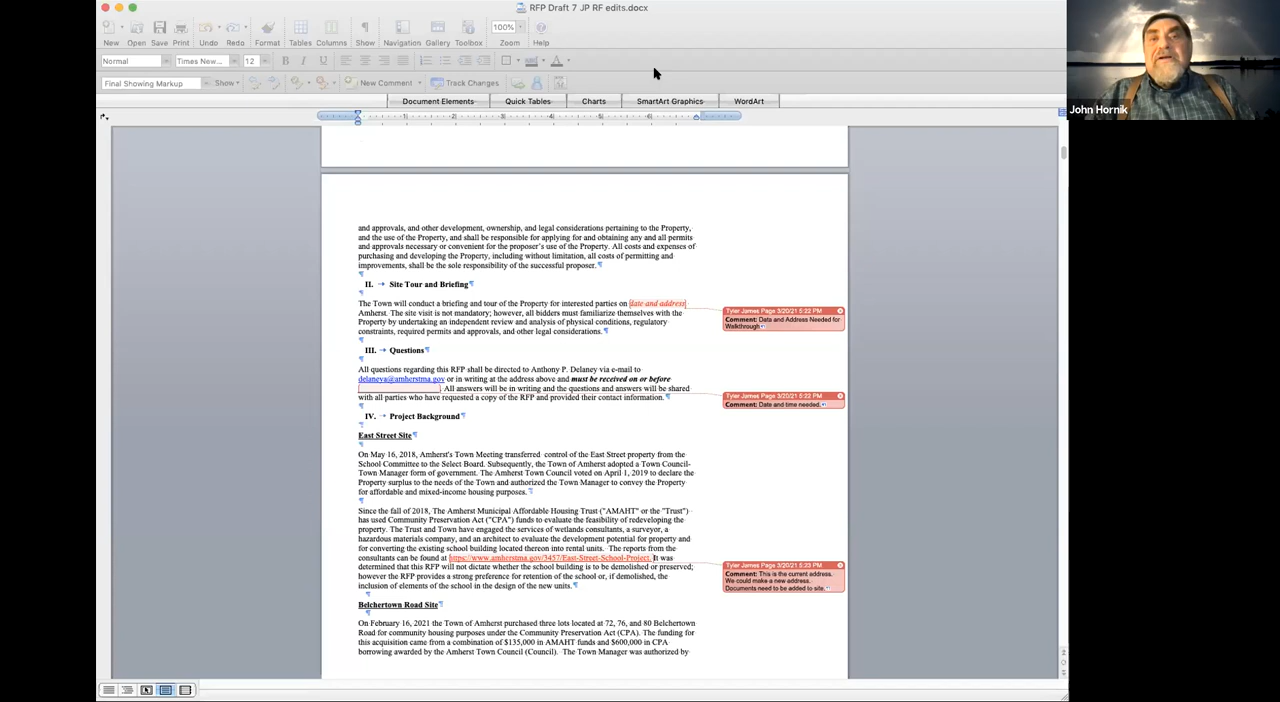 RFP Draft 7 JP RF edits.docx
100%
New Open Save Print Undo Redo Format Tables Columns Show Navigation Gallery Toolbox Zoom Help
Normal Times New... 12 B I U
Final Showing Markup Show New Comment Track Changes
Document Elements Quick Tables Charts SmartArt Graphics WordArt
John Hornik
and approvals, and other development, ownership, and legal considerations pertaining to the Property,
and the use of the Property, and shall be responsible for applying for and obtaining any and all permits
and approvals necessary or convenient for the proposer's use of the Property. All costs and expenses of
purchasing and developing the Property, including without limitation, all costs of permitting and
improvements, shall be the sole responsibility of the successful proposer.
II. Site Tour and Briefing
The Town will conduct a briefing and tour of the Property for interested parties on date and address
Amherst. The site visit is not mandatory; however, all bidders must familiarize themselves with the
Property by undertaking an independent review and analysis of physical conditions, regulatory
constraints, required permits and approvals, and other legal considerations.
Tyler James Page 3/20/21 5:22 PM
Comment: Data and Address Needed for
Walkthrough
III. Questions
All questions regarding this RFP shall be directed to Anthony P. Delaney via e-mail to
delaneya@amherstma.gov or in writing at the address above and must be received on or before
. All answers will be in writing and the questions and answers will be shared
with all parties who have requested a copy of the RFP and provided their contact information.
Tyler James Page 3/20/21 5:22 PM
Comment: Date and time needed.
IV. Project Background
East Street Site
On May 16, 2018, Amherst's Town Meeting transferred control of the East Street property from the
School Committee to the Select Board. Subsequently, the Town of Amherst adopted a Town Council-
Town Manager form of government. The Amherst Town Council voted on April 1, 2019 to declare the
Property surplus to the needs of the Town and authorized the Town Manager to convey the Property
for affordable and mixed-income housing purposes.
Since the fall of 2018, The Amherst Municipal Affordable Housing Trust ("AMAHT" or the "Trust")
has used Community Preservation Act ("CPA") funds to evaluate the feasibility of redeveloping the
property. The Trust and Town have engaged the services of wetlands consultants, a surveyor, a
hazardous materials company, and an architect to evaluate the development potential for property and
for converting the existing school building located thereon into rental units. The reports from the
consultants can be found at https://www.amherstma.gov/3457/East-Street-School-Project. It was
determined that this RFP will not dictate whether the school building is to be demolished or preserved;
however the RFP provides a strong preference for retention of the school or, if demolished, the
inclusion of elements of the school in the design of the new units.
Tyler James Page 3/20/21 5:23 PM
Comment: This is the current address.
We could make a new address.
Documents need to be added to site.
Belchertown Road Site
On February 16, 2021 the Town of Amherst purchased three lots located at 72, 76, and 80 Belchertown
Road for community housing purposes under the Community Preservation Act (CPA). The funding for
this acquisition came from a combination of $135,000 in AMAHT funds and $600,000 in CPA
borrowing awarded by the Amherst Town Council (Council). The Town Manager was authorized by